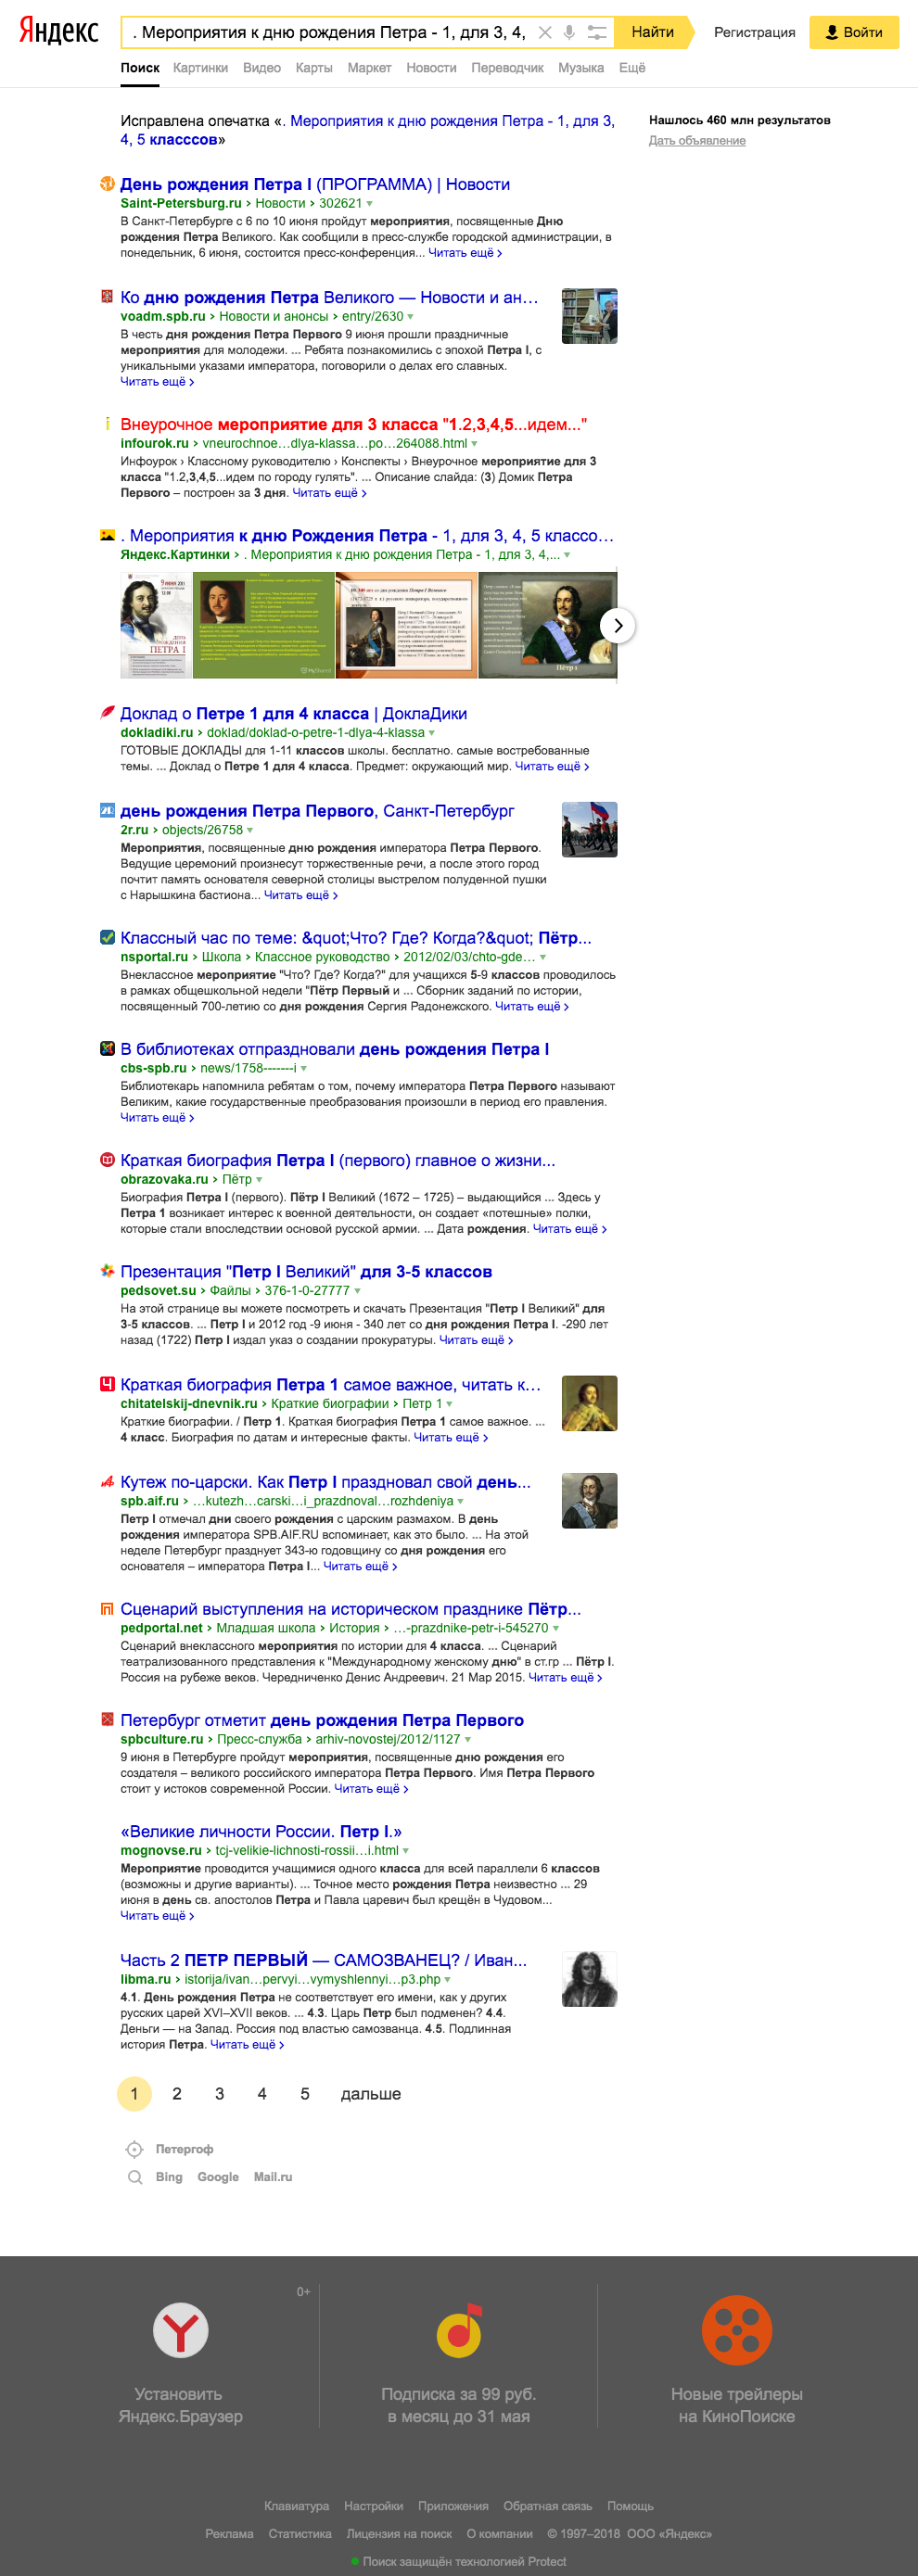 Яндекс
. Мероприятия к дню рождения Петра - 1, для 3, 4,
Найти
Регистрация
Войти
Поиск Картинки Видео Карты Маркет Новости Переводчик Музыка Ещё
Исправлена опечатка «. Мероприятия к дню рождения Петра - 1, для 3,
4, 5 класссов»
Нашлось 460 млн результатов
Дать объявление
День рождения Петра I (ПРОГРАММА) | Новости
Saint-Petersburg.ru › Новости › 302621
В Санкт-Петербурге с 6 по 10 июня пройдут мероприятия, посвященные Дню
рождения Петра Великого. Как сообщили в пресс-службе городской администрации, в
понедельник, 6 июня, состоится пресс-конференция... Читать ещё ›
Ко дню рождения Петра Великого — Новости и ан…
voadm.spb.ru › Новости и анонсы › entry/2630
В честь дня рождения Петра Первого 9 июня прошли праздничные
мероприятия для молодежи. ... Ребята познакомились с эпохой Петра I, с
уникальными указами императора, поговорили о делах его славных.
Читать ещё ›
Внеурочное мероприятие для 3 класса "1.2,3,4,5...идем..."
infourok.ru › vneurochnoe…dlya-klassa…po…264088.html
Инфоурок › Классному руководителю › Конспекты › Внеурочное мероприятие для 3
класса "1.2,3,4,5...идем по городу гулять". ... Описание слайда: (3) Домик Петра
Первого – построен за 3 дня. Читать ещё ›
. Мероприятия к дню Рождения Петра - 1, для 3, 4, 5 классо…
Яндекс.Картинки › . Мероприятия к дню рождения Петра - 1, для 3, 4,...
ДЕНЬ
РОЖДЕНИЯ
ПЕТРА I
Пётр I
Доклад о Петре 1 для 4 класса | ДоклаДики
dokladiki.ru › doklad/doklad-o-petre-1-dlya-4-klassa
ГОТОВЫЕ ДОКЛАДЫ для 1-11 классов школы. бесплатно. самые востребованные
темы. ... Доклад о Петре 1 для 4 класса. Предмет: окружающий мир. Читать ещё ›
день рождения Петра Первого, Санкт-Петербург
2r.ru › objects/26758
Мероприятия, посвященные дню рождения императора Петра Первого.
Ведущие церемоний произнесут торжественные речи, а после этого город
почтит память основателя северной столицы выстрелом полуденной пушки
с Нарышкина бастиона... Читать ещё ›
Классный час по теме: &quot;Что? Где? Когда?&quot; Пётр...
nsportal.ru › Школа › Классное руководство › 2012/02/03/chto-gde…
Внеклассное мероприятие "Что? Где? Когда?" для учащихся 5-9 классов проводилось
в рамках общешкольной недели "Пётр Первый и ... Сборник заданий по истории,
посвященный 700-летию со дня рождения Сергия Радонежского. Читать ещё ›
В библиотеках отпраздновали день рождения Петра I
cbs-spb.ru › news/1758-------i
Библиотекарь напомнила ребятам о том, почему императора Петра Первого называют
Великим, какие государственные преобразования произошли в период его правления.
Читать ещё ›
Краткая биография Петра I (первого) главное о жизни...
obrazovaka.ru › Пётр
Биография Петра I (первого). Пётр I Великий (1672 – 1725) – выдающийся ... Здесь у
Петра 1 возникает интерес к военной деятельности, он создает «потешные» полки,
которые стали впоследствии основой русской армии. ... Дата рождения. Читать ещё ›
Презентация "Петр I Великий" для 3-5 классов
pedsovet.su › Файлы › 376-1-0-27777
На этой странице вы можете посмотреть и скачать Презентация "Петр I Великий" для
3-5 классов. ... Петр I и 2012 год -9 июня - 340 лет со дня рождения Петра I. -290 лет
назад (1722) Петр I издал указ о создании прокуратуры. Читать ещё ›
Краткая биография Петра 1 самое важное, читать к…
chitatelskij-dnevnik.ru › Краткие биографии › Петр 1
Краткие биографии. / Петр 1. Краткая биография Петра 1 самое важное. ...
4 класс. Биография по датам и интересные факты. Читать ещё ›
Кутеж по-царски. Как Петр I праздновал свой день...
spb.aif.ru › …kutezh…carski…i_prazdnoval…rozhdeniya
Петр I отмечал дни своего рождения с царским размахом. В день
рождения императора SPB.AIF.RU вспоминает, как это было. ... На этой
неделе Петербург празднует 343-ю годовщину со дня рождения его
основателя – императора Петра I... Читать ещё ›
Сценарий выступления на историческом празднике Пётр...
pedportal.net › Младшая школа › История › …-prazdnike-petr-i-545270
Сценарий внеклассного мероприятия по истории для 4 класса. ... Сценарий
театрализованного представления к "Международному женскому дню" в ст.гр ... Пётр I.
Россия на рубеже веков. Чередниченко Денис Андреевич. 21 Мар 2015. Читать ещё ›
Петербург отметит день рождения Петра Первого
spbculture.ru › Пресс-служба › arhiv-novostej/2012/1127
9 июня в Петербурге пройдут мероприятия, посвященные дню рождения его
создателя – великого российского императора Петра Первого. Имя Петра Первого
стоит у истоков современной России. Читать ещё ›
«Великие личности России. Петр I.»
mognovse.ru › tcj-velikie-lichnosti-rossii…i.html
Мероприятие проводится учащимися одного класса для всей параллели 6 классов
(возможны и другие варианты). ... Точное место рождения Петра неизвестно ... 29
июня в день св. апостолов Петра и Павла царевич был крещён в Чудовом...
Читать ещё ›
Часть 2 ПЕТР ПЕРВЫЙ — САМОЗВАНЕЦ? / Иван...
libma.ru › istorija/ivan…pervyi…vymyshlennyi…p3.php
4.1. День рождения Петра не соответствует его имени, как у других
русских царей XVI–XVII веков. ... 4.3. Царь Петр был подменен? 4.4.
Деньги — на Запад. Россия под властью самозванца. 4.5. Подлинная
история Петра. Читать ещё ›
1 2 3 4 5 дальше
Петергоф
Bing Google Mail.ru
0+
Установить
Яндекс.Браузер
Подписка за 99 руб.
в месяц до 31 мая
Новые трейлеры
на КиноПоиске
Клавиатура Настройки Приложения Обратная связь Помощь
Реклама Статистика Лицензия на поиск О компании © 1997–2018 ООО «Яндекс»
Поиск защищён технологией Protect